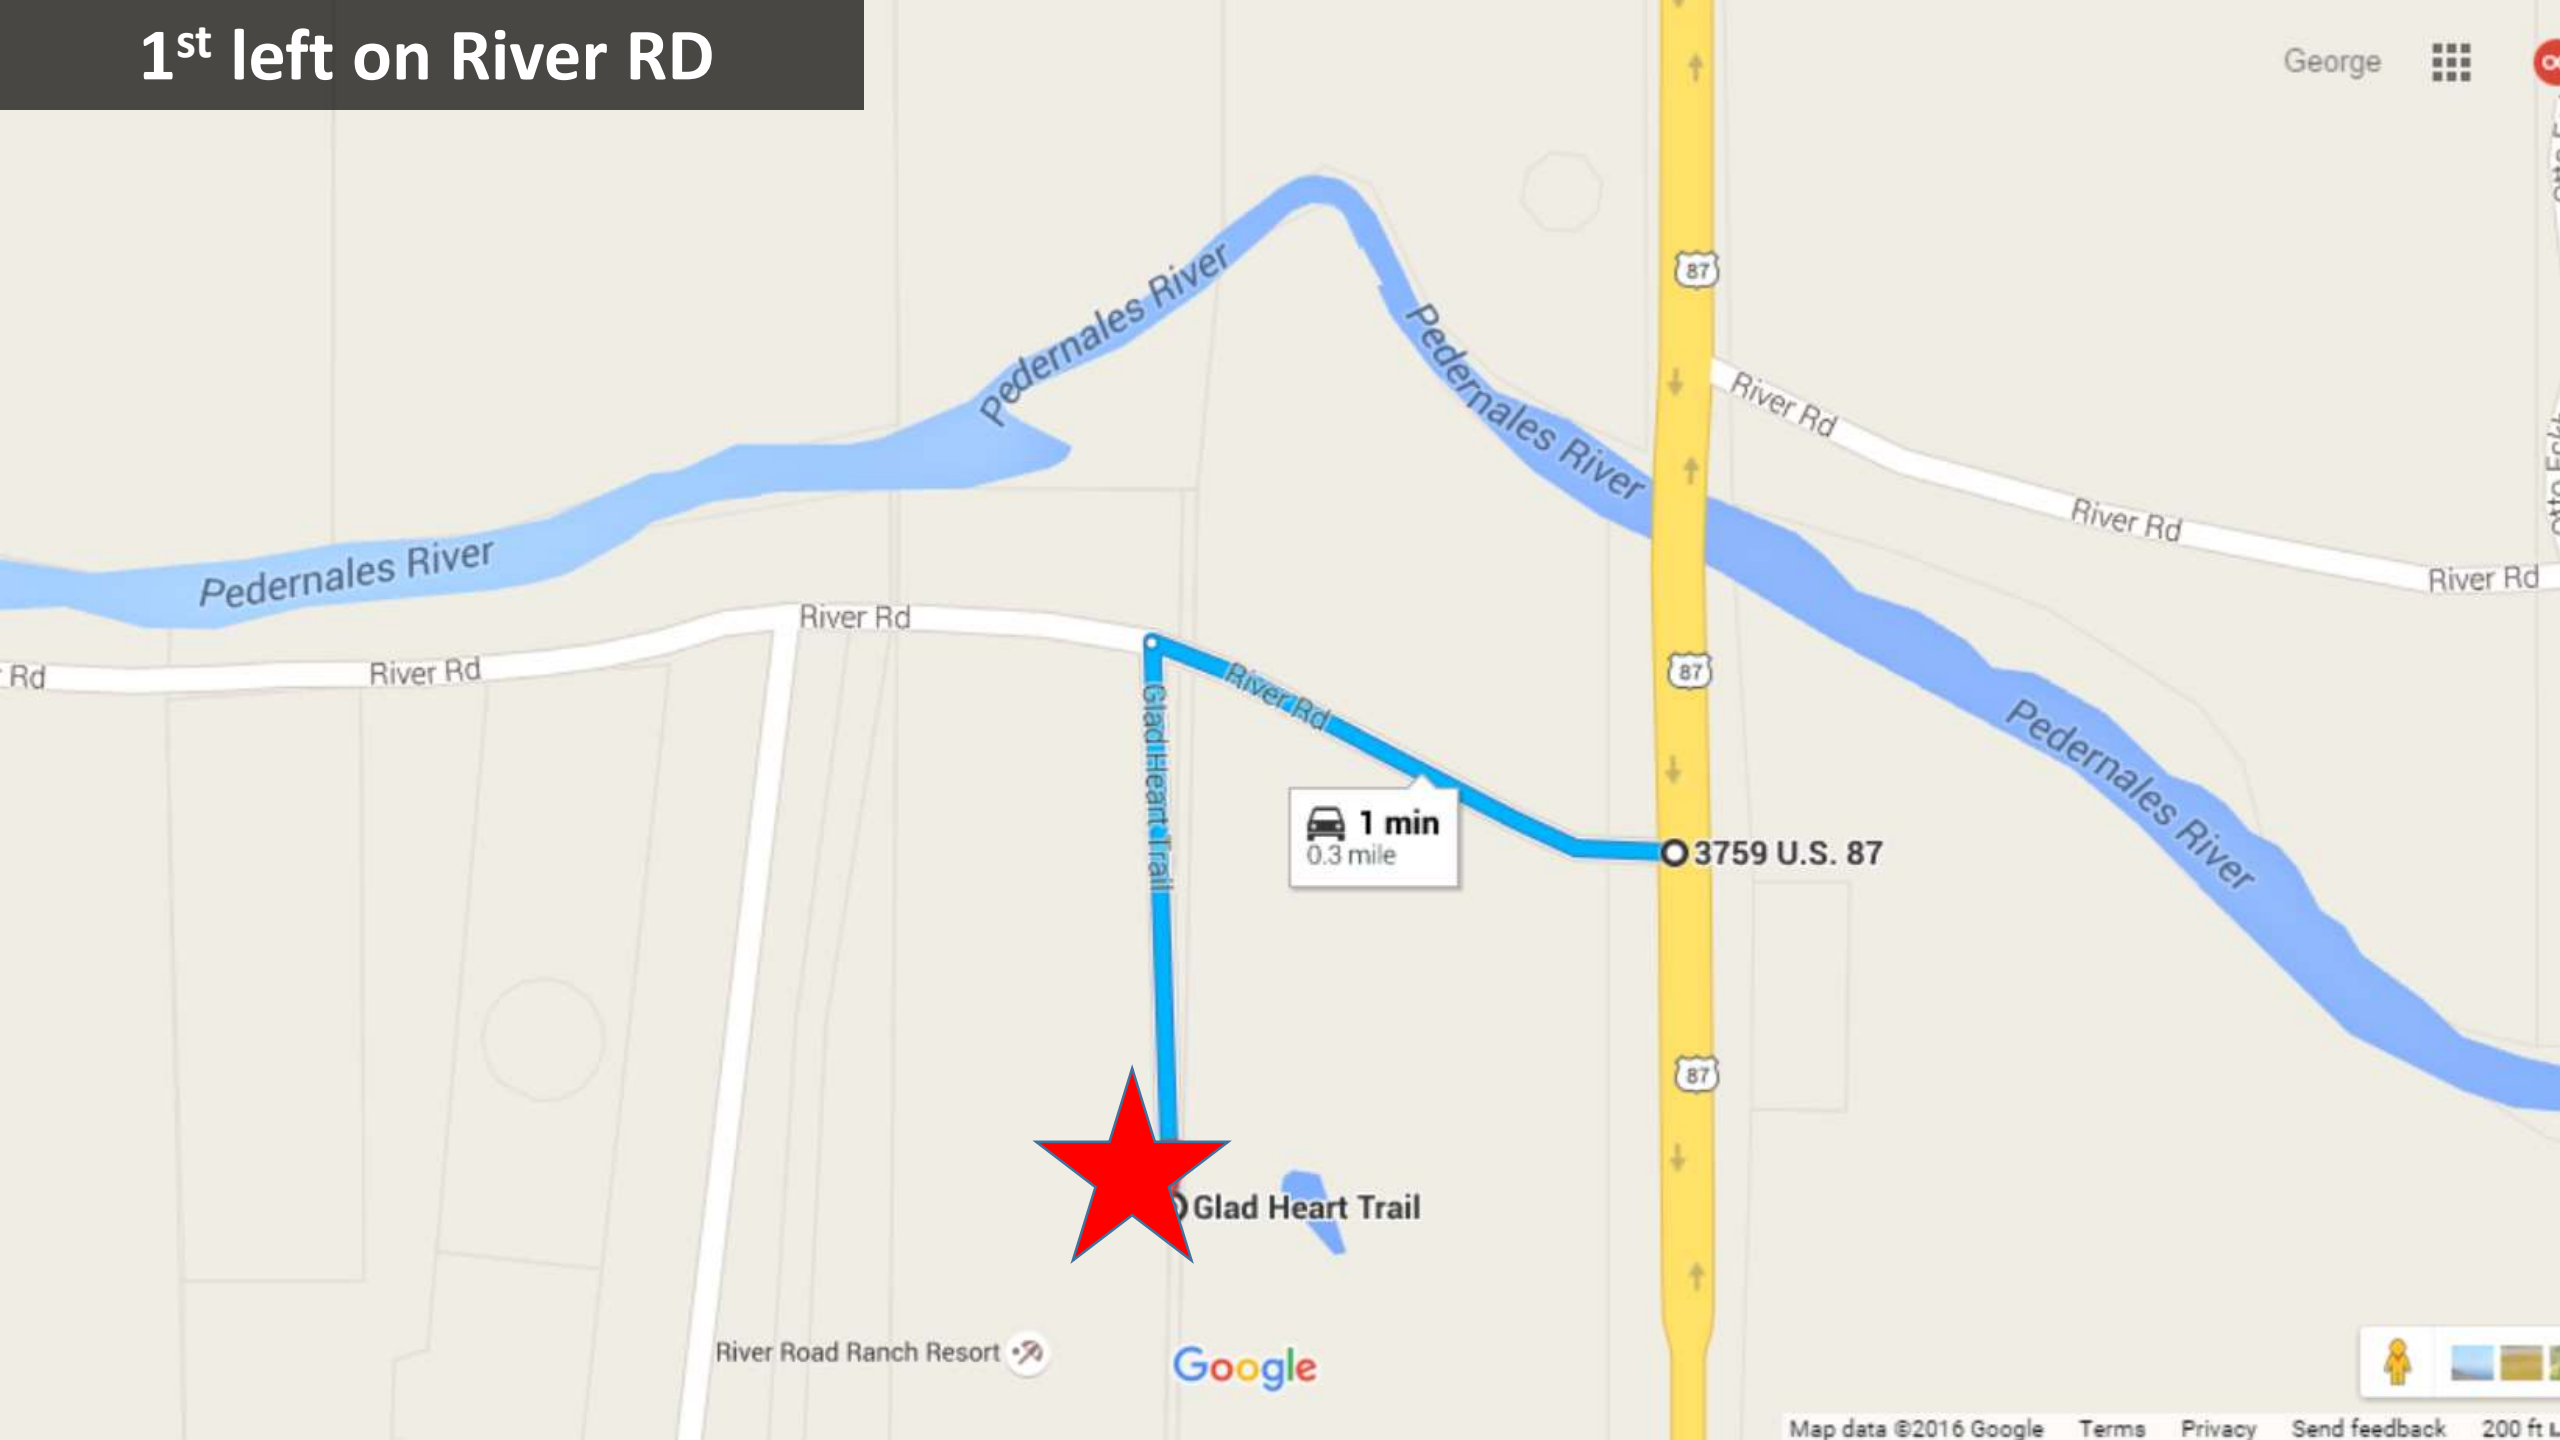 1st left on River RD
George
87
River Rd
Pedernales River
Pedernales River
River Rd
Pedernales River
River Rd
River Rd
River Rd
Rd
River Rd
87
Pedernales River
Glad Heart Trail
1 min
0.3 mile
3759 U.S. 87
87
Glad Heart Trail
River Road Ranch Resort
Google
Map data ©2016 Google Terms Privacy Send feedback 200 ft